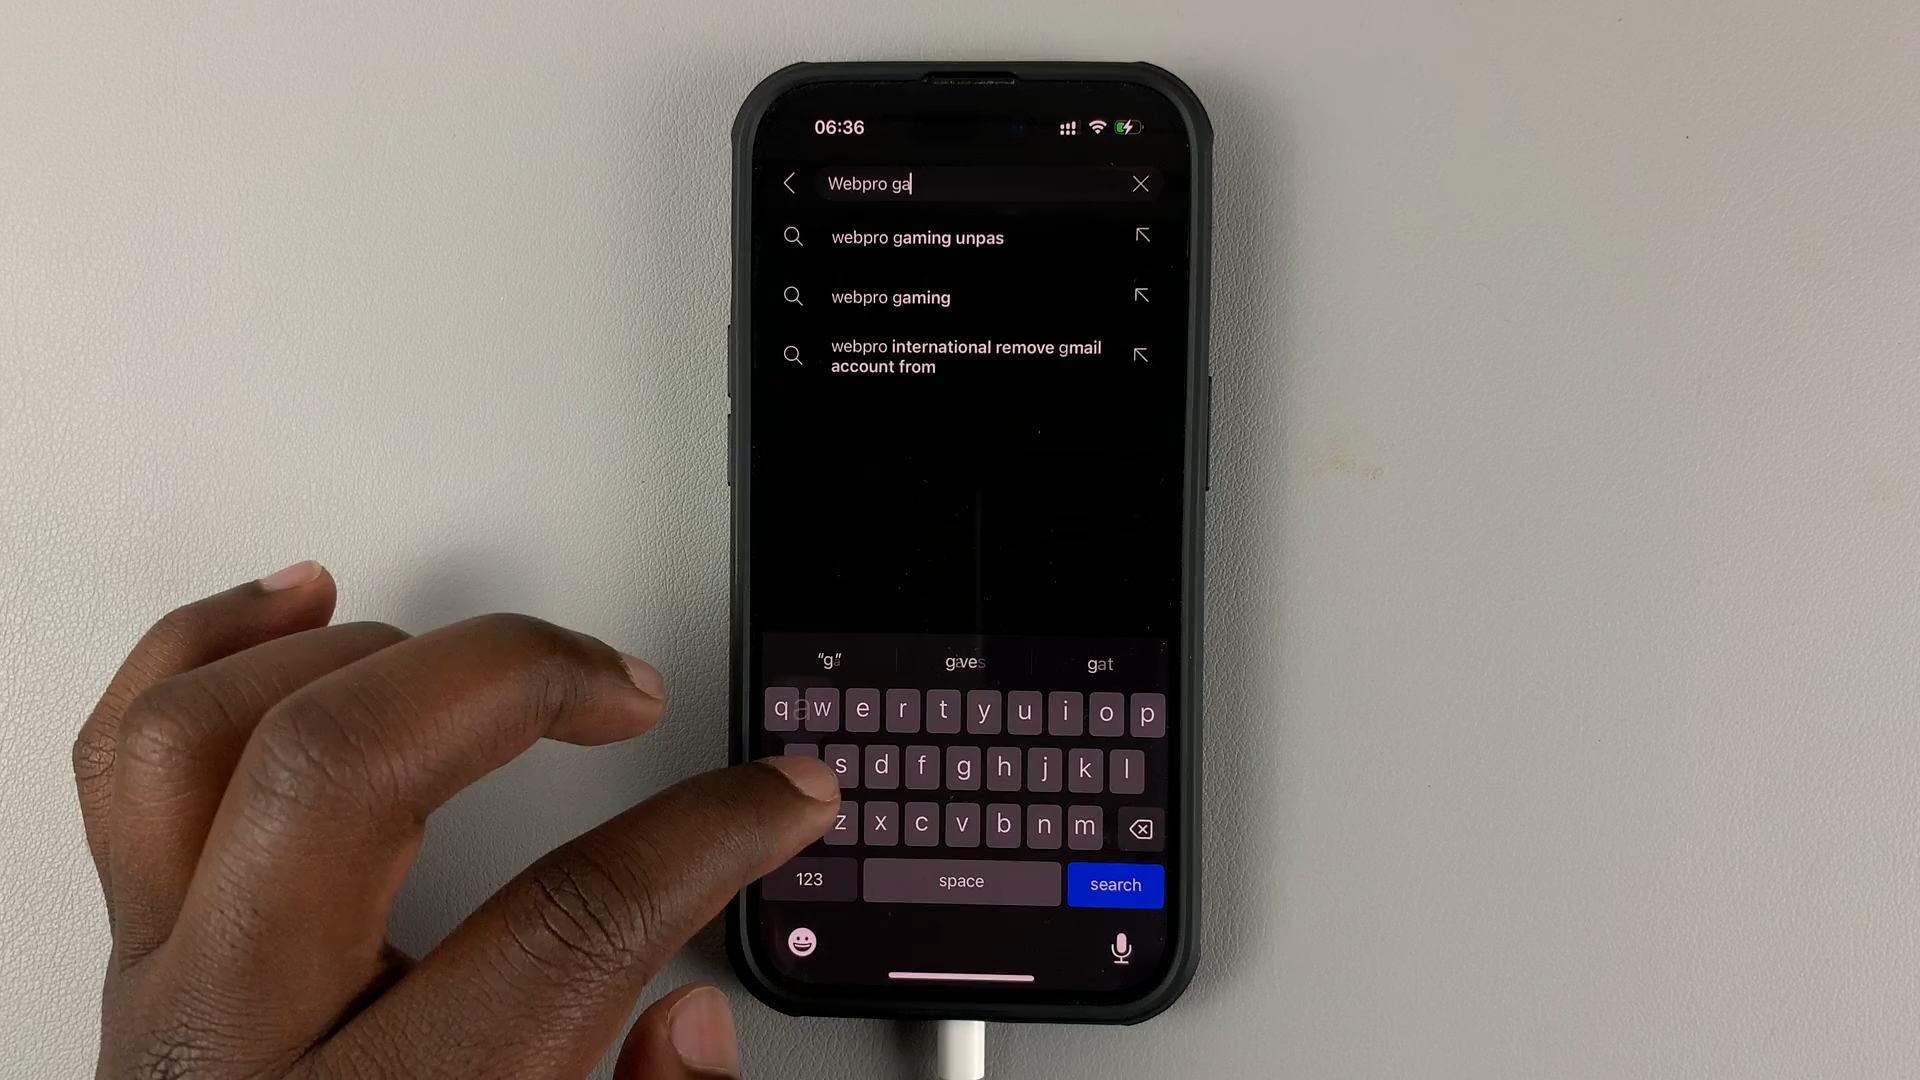 06:36
Webpro ga
webpro gaming unpas
webpro gaming
webpro international remove gmail
account from
gat
q w e r t y u i o p
s d f g h j k l
z x c v b n m
123 space search